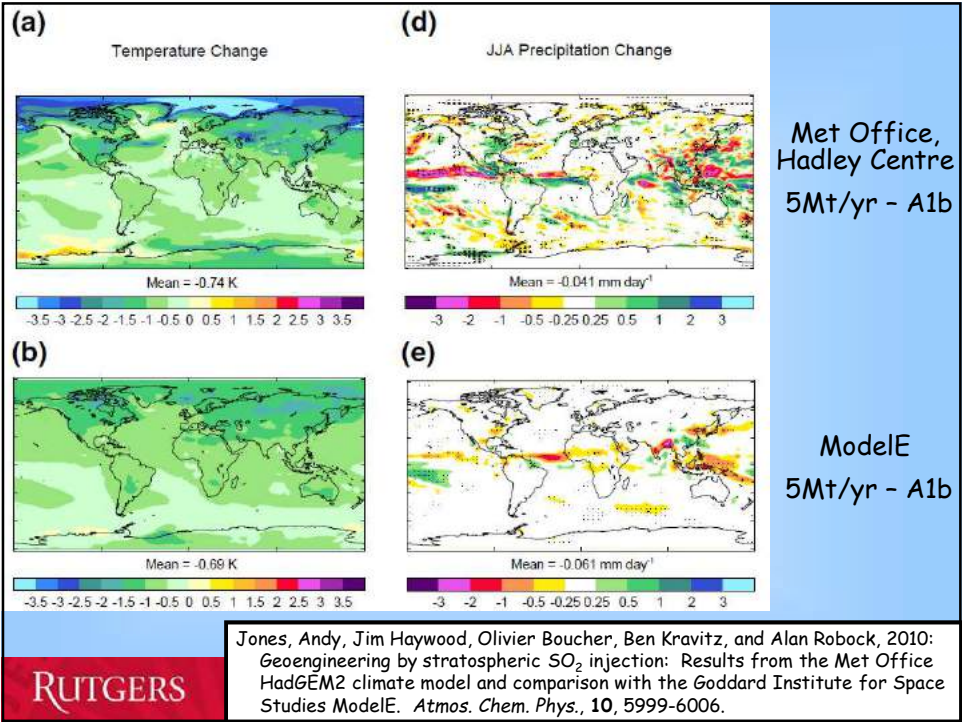 (a)
Temperature Change
Mean = -0.74 K
-3.5 -3 -2.5 -2 -1.5 -1 -0.5 0 0.5 1 1.5 2 2.5 3 3.5
(d)
JJA Precipitation Change
Mean = -0.041 mm day⁻¹
-3 -2 -1 -0.5 -0.25 0.25 0.5 1 2 3
Met Office,
Hadley Centre
5Mt/yr – A1b
(b)
Mean = -0.69 K
-3.5 -3 -2.5 -2 -1.5 -1 -0.5 0 0.5 1 1.5 2 2.5 3 3.5
(e)
Mean = -0.061 mm day⁻¹
-3 -2 -1 -0.5 -0.25 0.25 0.5 1 2 3
ModelE
5Mt/yr – A1b
RUTGERS
Jones, Andy, Jim Haywood, Olivier Boucher, Ben Kravitz, and Alan Robock, 2010:
Geoengineering by stratospheric SO₂ injection: Results from the Met Office
HadGEM2 climate model and comparison with the Goddard Institute for Space
Studies ModelE. Atmos. Chem. Phys., 10, 5999-6006.